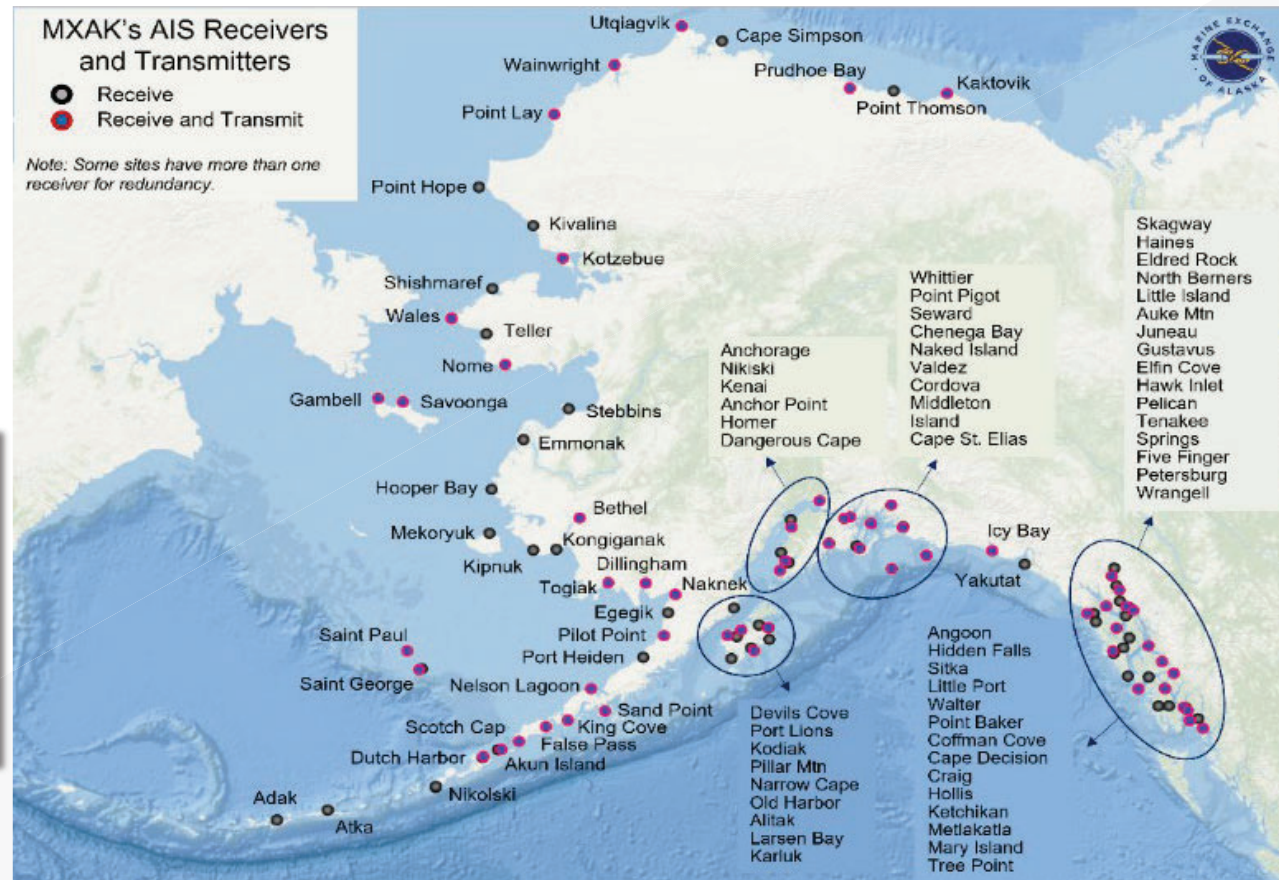 MXAK's AIS Receivers
and Transmitters
Receive
Receive and Transmit
Note: Some sites have more than one
receiver for redundancy.
MARINE EXCHANGE
OF ALASKA
Utqiagvik
Cape Simpson
Wainwright
Prudhoe Bay
Kaktovik
Point Thomson
Point Lay
Point Hope
Kivalina
Kotzebue
Shishmaref
Wales
Teller
Nome
Gambell
Savoonga
Stebbins
Emmonak
Hooper Bay
Bethel
Mekoryuk
Kongiganak
Kipnuk
Dillingham
Togiak
Naknek
Egegik
Saint Paul
Pilot Point
Saint George
Port Heiden
Nelson Lagoon
Sand Point
Scotch Cap
King Cove
False Pass
Dutch Harbor
Akun Island
Nikolski
Adak
Atka
Icy Bay
Yakutat
Anchorage
Nikiski
Kenai
Anchor Point
Homer
Dangerous Cape
Whittier
Point Pigot
Seward
Chenega Bay
Naked Island
Valdez
Cordova
Middleton
Island
Cape St. Elias
Skagway
Haines
Eldred Rock
North Berners
Little Island
Auke Mtn
Juneau
Gustavus
Elfin Cove
Hawk Inlet
Pelican
Tenakee
Springs
Five Finger
Petersburg
Wrangell
Devils Cove
Port Lions
Kodiak
Pillar Mtn
Narrow Cape
Old Harbor
Alitak
Larsen Bay
Karluk
Angoon
Hidden Falls
Sitka
Little Port
Walter
Point Baker
Coffman Cove
Cape Decision
Craig
Hollis
Ketchikan
Metlakatla
Mary Island
Tree Point